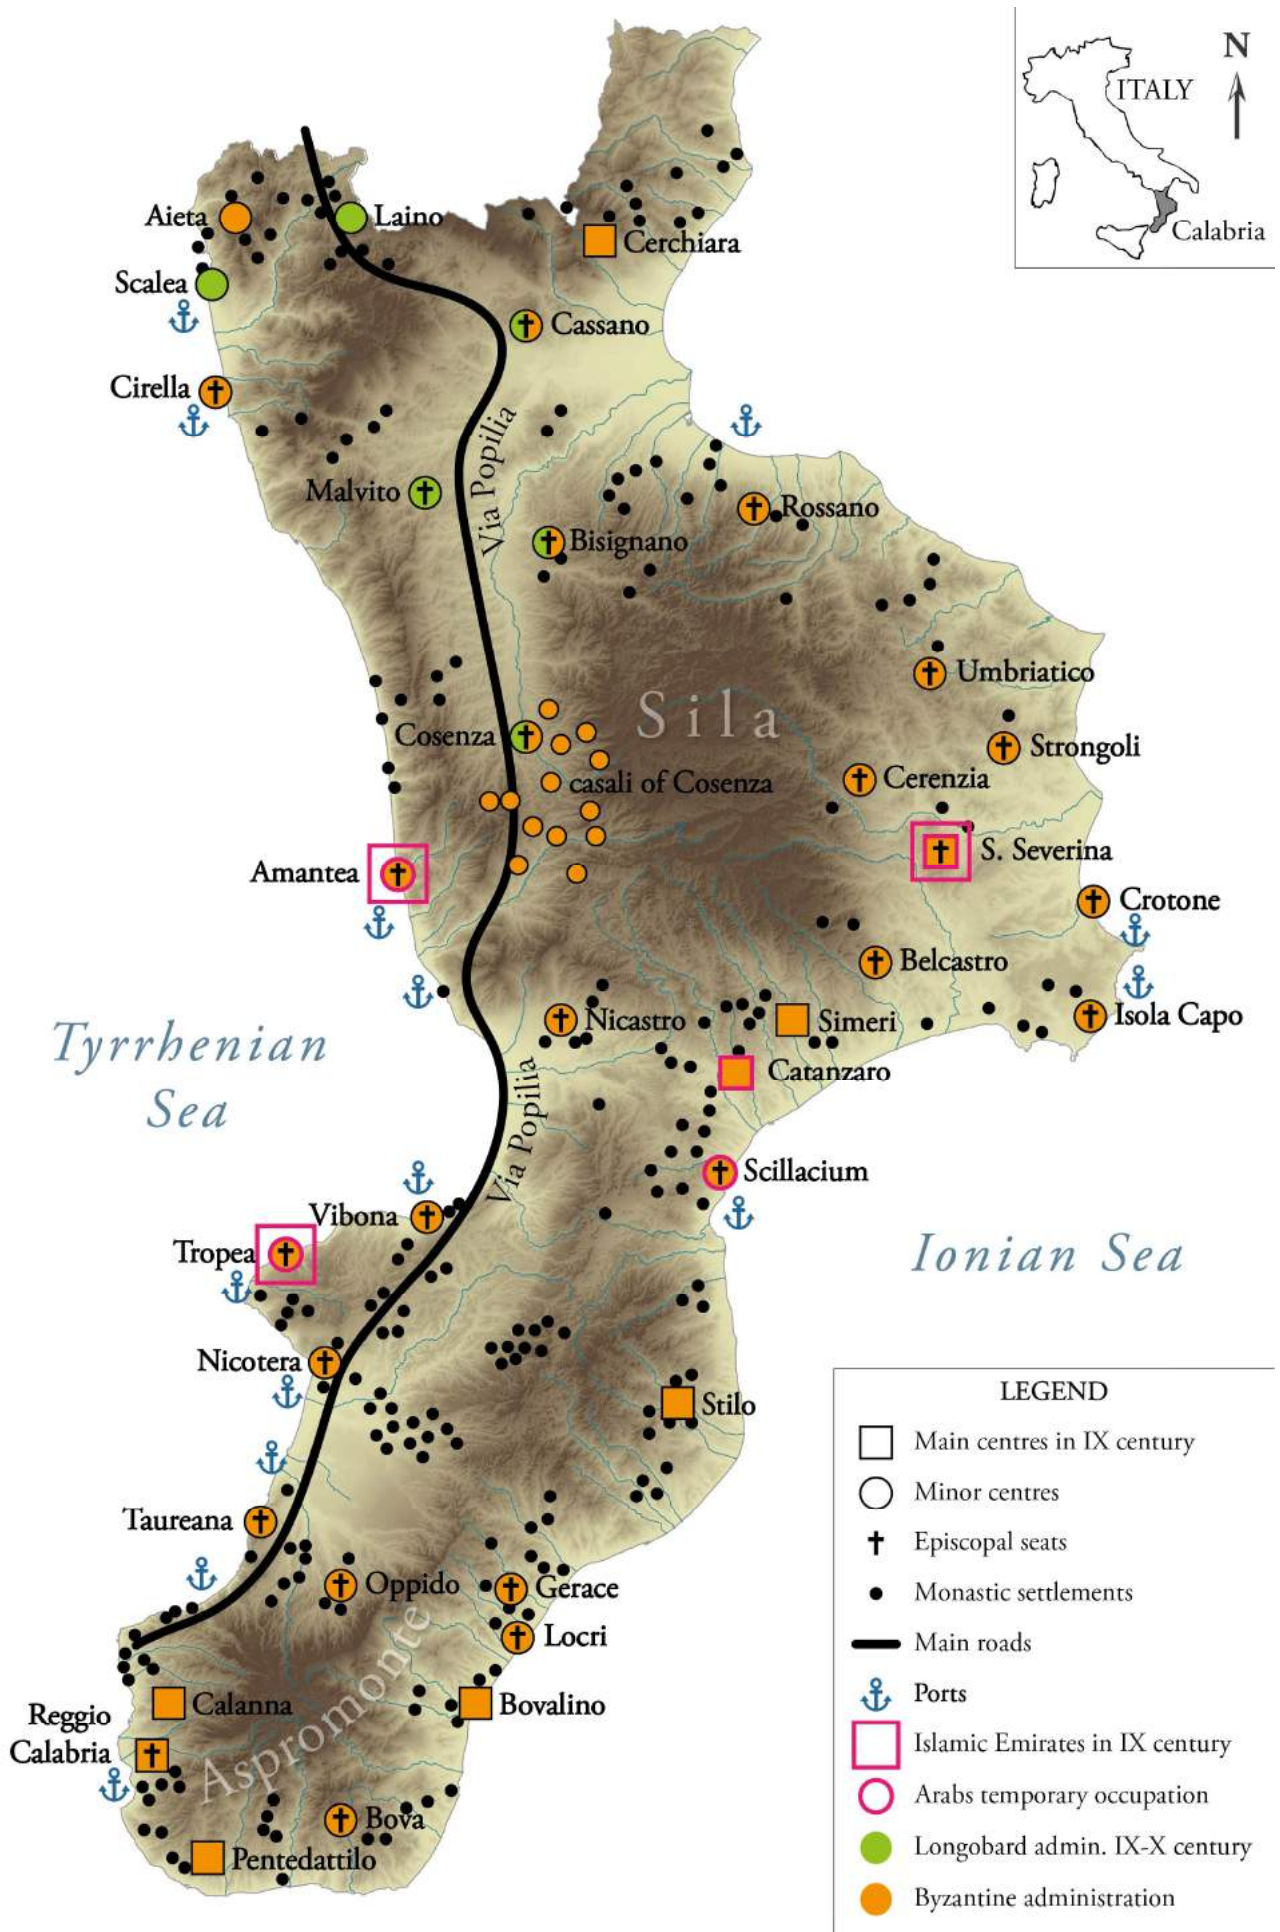 N
ITALY
Calabria
Aieta
Laino
Cerchiara
Scalea
Cassano
Cirella
Via Popilia
Malvito
Rossano
Bisignano
Umbriatico
Sila
Cosenza
Strongoli
casali of Cosenza
Cerenzia
S. Severina
Amantea
Crotone
Belcastro
Nicastro
Simeri
Isola Capo
Tyrrhenian
Sea
Catanzaro
Via Popilia
Scillacium
Vibona
Tropea
Ionian Sea
Nicotera
Stilo
Taureana
Oppido
Gerace
Locri
Aspromonte
Calanna
Bovalino
Reggio
Calabria
Bova
Pentedattilo
LEGEND
Main centres in IX century
Minor centres
Episcopal seats
Monastic settlements
Main roads
Ports
Islamic Emirates in IX century
Arabs temporary occupation
Longobard admin. IX-X century
Byzantine administration